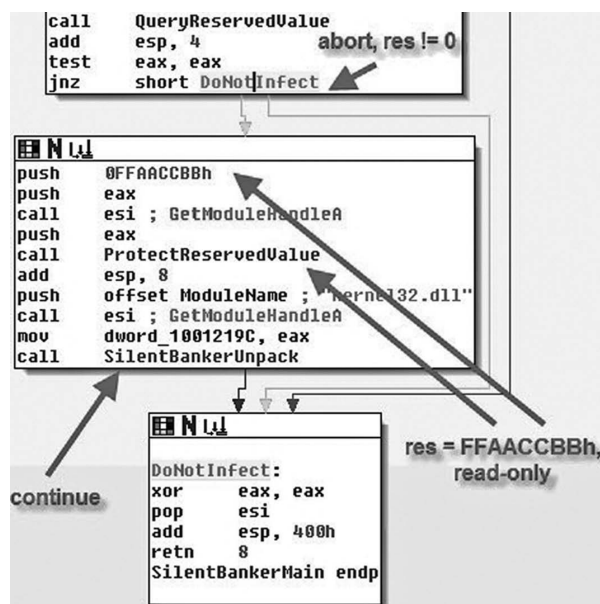 call QueryReservedValue
add esp, 4
test eax, eax
jnz short DoNotInfect
abort, res != 0
push 0FFAACCBBh
push eax
call esi ; GetModuleHandleA
push eax
call ProtectReservedValue
add esp, 8
push offset ModuleName ; "kernel32.dll"
call esi ; GetModuleHandleA
mov dword_1001219C, eax
call SilentBankerUnpack
continue
res = FFAACCBBh,
read-only
DoNotInfect:
xor eax, eax
pop esi
add esp, 400h
retn 8
SilentBankerMain endp